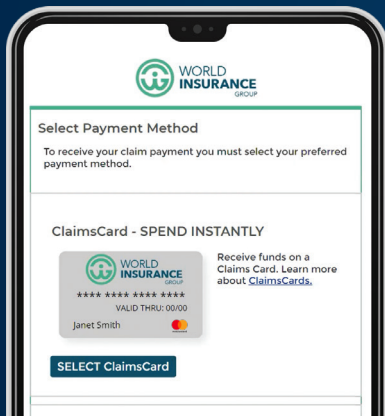 WORLD
INSURANCE
GROUP
Select Payment Method
To receive your claim payment you must select your preferred
payment method.
ClaimsCard - SPEND INSTANTLY
WORLD
INSURANCE
GROUP
**** **** **** ****
VALID THRU: 00/00
Janet Smith
Receive funds on a
Claims Card. Learn more
about ClaimsCards.
SELECT ClaimsCard